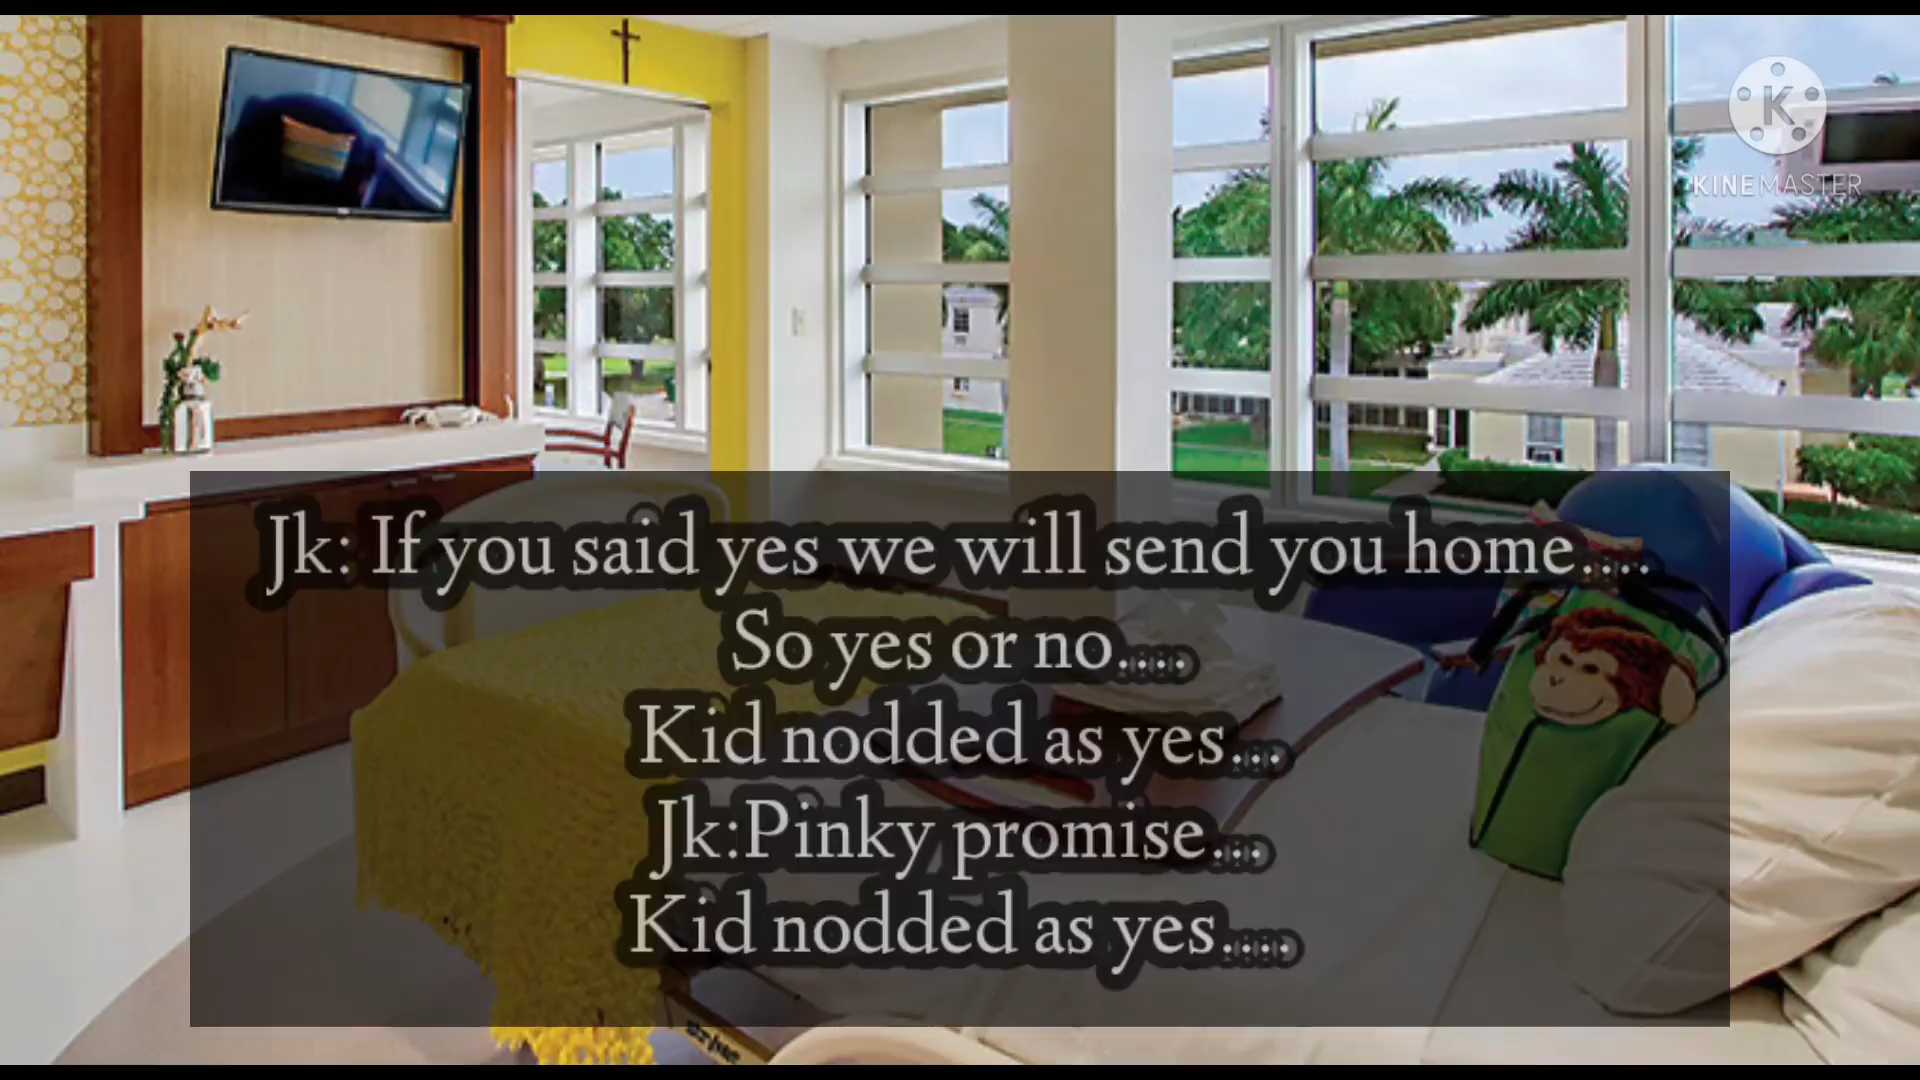 KINEMASTER
Jk: If you said yes we will send you home....
So yes or no.....
Kid nodded as yes....
Jk:Pinky promise....
Kid nodded as yes.....